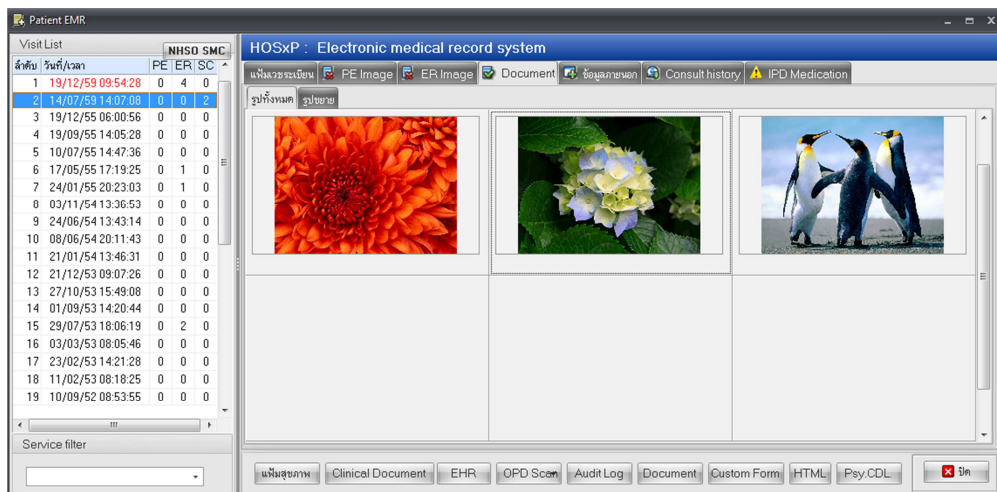 Patient EMR
Visit List
NHSO SMC
ลำดับ วันที่/เวลา PE ER SC
1 19/12/59 09:54:28 0 4 0
2 14/07/59 14:07:08 0 0 2
3 19/12/55 06:00:56 0 0 0
4 19/09/55 14:05:28 0 0 0
5 10/07/55 14:47:36 0 0 0
6 17/05/55 17:19:25 0 1 0
7 24/01/55 20:23:03 0 1 0
8 03/11/54 13:36:53 0 0 0
9 24/06/54 13:43:14 0 0 0
10 08/06/54 20:11:43 0 0 0
11 21/01/54 13:46:31 0 0 0
12 21/12/53 09:07:26 0 0 0
13 27/10/53 15:49:08 0 0 0
14 01/09/53 14:20:44 0 0 0
15 29/07/53 18:06:19 0 2 0
16 03/03/53 08:05:46 0 0 0
17 23/02/53 14:21:28 0 0 0
18 11/02/53 08:18:25 0 0 0
19 10/09/52 08:53:55 0 0 0
Service filter
HOSxP : Electronic medical record system
แฟ้มเวชระเบียน PE Image ER Image Document ข้อมูลภายนอก Consult history IPD Medication
รูปทั้งหมด รูปขยาย
แฟ้มสุขภาพ Clinical Document EHR OPD Scan Audit Log Document Custom Form HTML Psy.CDL ปิด